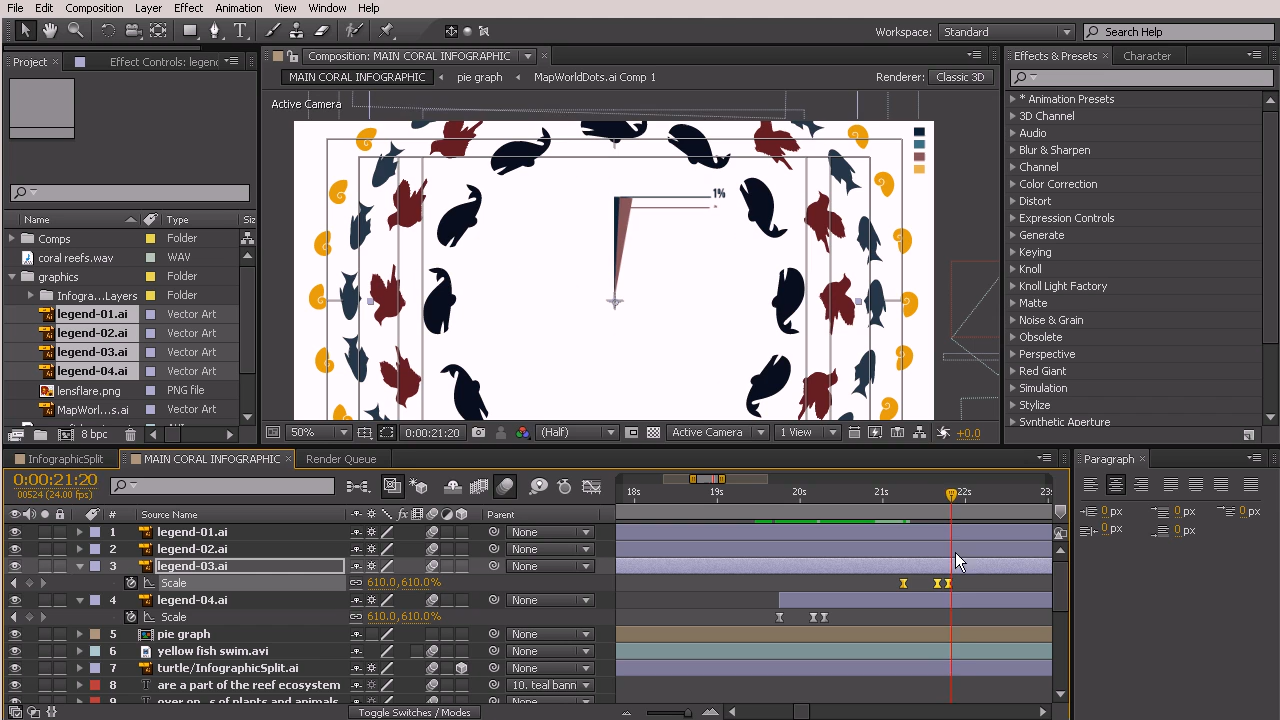 File Edit Composition Layer Effect Animation View Window Help
Workspace: Standard Search Help
Project × Effect Controls: legenc
Composition: MAIN CORAL INFOGRAPHIC ×
Effects & Presets × Character
MAIN CORAL INFOGRAPHIC pie graph MapWorldDots.ai Comp 1 Renderer: Classic 3D
Active Camera
1%
Name Type Siz
Comps Folder
coral reefs.wav WAV
graphics Folder
Infogra...Layers Folder
legend-01.ai Vector Art
legend-02.ai Vector Art
legend-03.ai Vector Art
legend-04.ai Vector Art
lensflare.png PNG file
MapWorl...s.ai Vector Art
8 bpc
50% 0:00:21:20 (Half) Active Camera 1 View +0.0
* Animation Presets
3D Channel
Audio
Blur & Sharpen
Channel
Color Correction
Distort
Expression Controls
Generate
Keying
Knoll
Knoll Light Factory
Matte
Noise & Grain
Obsolete
Perspective
Red Giant
Simulation
Stylize
Synthetic Aperture
InfographicSplit MAIN CORAL INFOGRAPHIC × Render Queue
0:00:21:20
00524 (24.00 fps)
18s 19s 20s 21s 22s 23s
# Source Name fx Parent
1 legend-01.ai None
2 legend-02.ai None
3 legend-03.ai None
Scale 610.0,610.0%
4 legend-04.ai None
Scale 610.0,610.0%
5 pie graph None
6 yellow fish swim.avi None
7 turtle/InfographicSplit.ai None
8 T are a part of the reef ecosystem 10. teal bann
9 T over ...s of plants and animals None
Toggle Switches / Modes
Paragraph ×
0 px 0 px 0 px
0 px 0 px